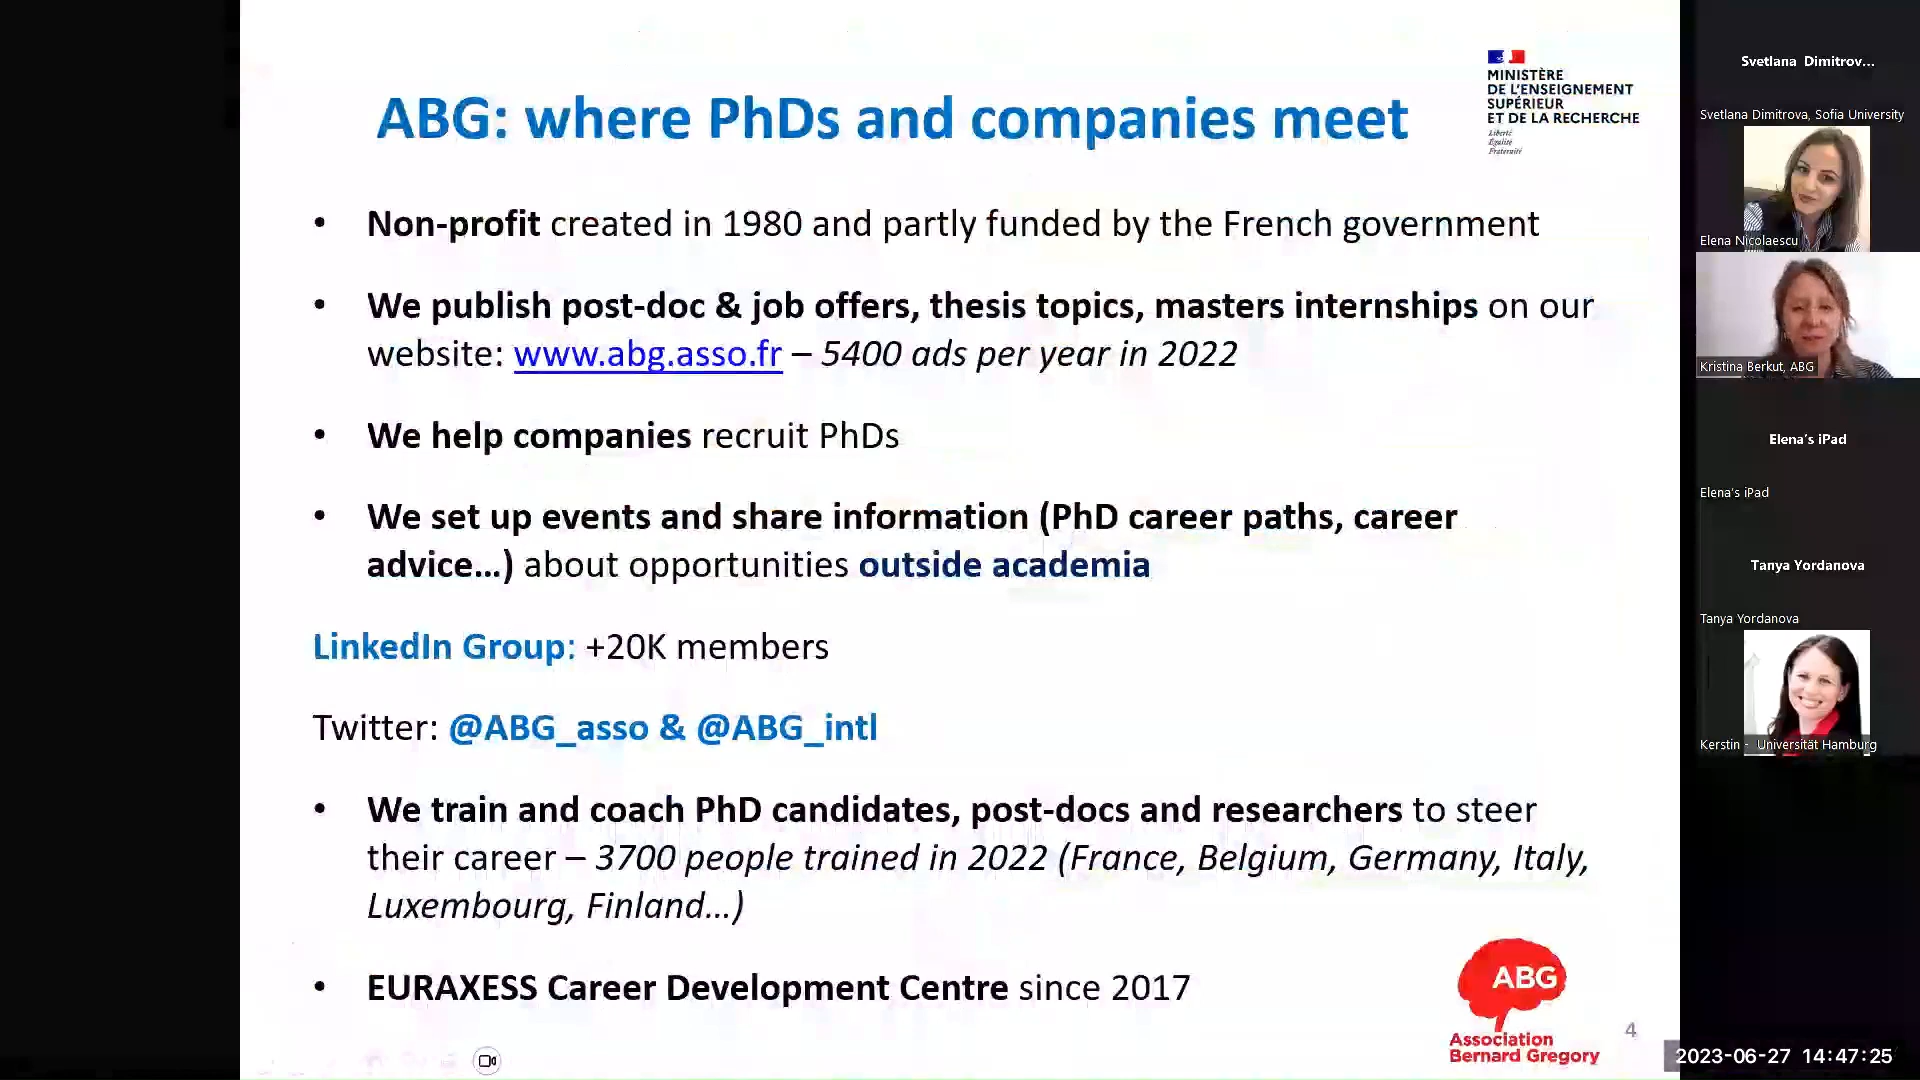 ABG: where PhDs and companies meet
MINISTÈRE
DE L'ENSEIGNEMENT
SUPÉRIEUR
ET DE LA RECHERCHE
Liberté
Égalité
Fraternité
• Non-profit created in 1980 and partly funded by the French government
• We publish post-doc & job offers, thesis topics, masters internships on our
website: www.abg.asso.fr – 5400 ads per year in 2022
• We help companies recruit PhDs
• We set up events and share information (PhD career paths, career
advice...) about opportunities outside academia
LinkedIn Group: +20K members
Twitter: @ABG_asso & @ABG_intl
• We train and coach PhD candidates, post-docs and researchers to steer
their career – 3700 people trained in 2022 (France, Belgium, Germany, Italy,
Luxembourg, Finland...)
• EURAXESS Career Development Centre since 2017
ABG
Association
Bernard Gregory
4
Svetlana Dimitrov...
Svetlana Dimitrova, Sofia University
Elena Nicolaescu
Kristina Berkut, ABG
Elena's iPad
Elena's iPad
Tanya Yordanova
Tanya Yordanova
Kerstin - Universität Hamburg
2023-06-27 14:47:25